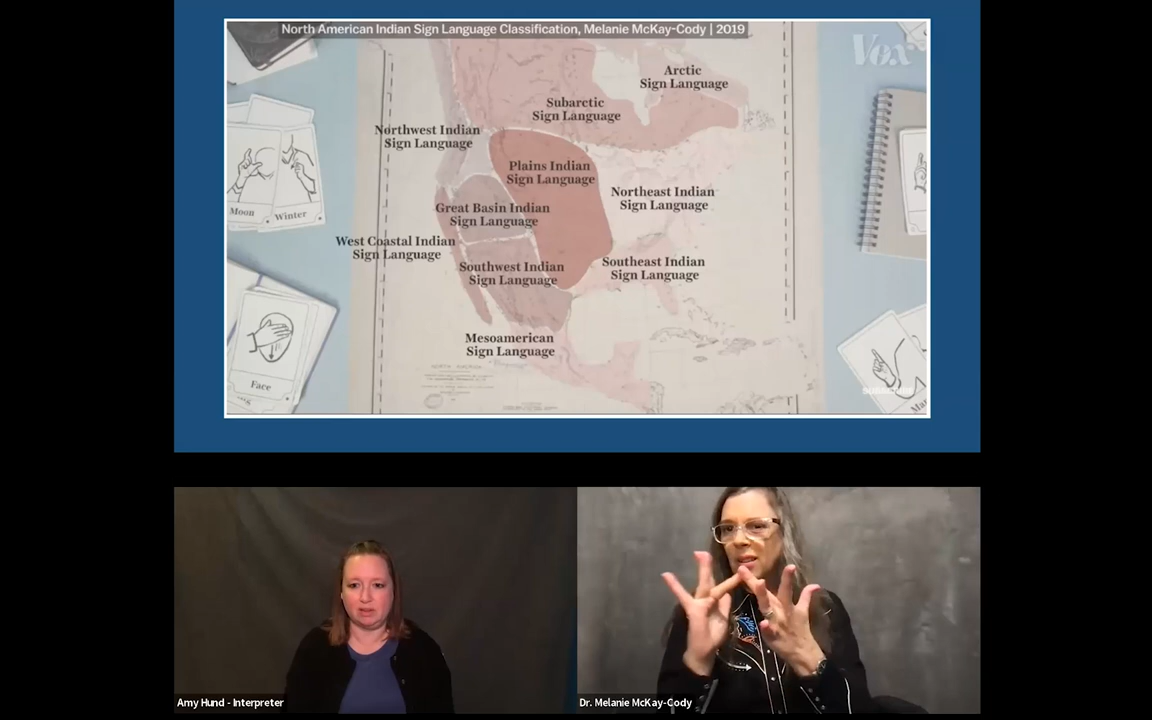 North American Indian Sign Language Classification, Melanie McKay-Cody | 2019
Vox
Arctic
Sign Language
Subarctic
Sign Language
Northwest Indian
Sign Language
Plains Indian
Sign Language
Northeast Indian
Sign Language
Great Basin Indian
Sign Language
West Coastal Indian
Sign Language
Southwest Indian
Sign Language
Southeast Indian
Sign Language
Mesoamerican
Sign Language
Moon
Winter
Face
NORTH AMERICA
Amy Hund - Interpreter
Dr. Melanie McKay-Cody